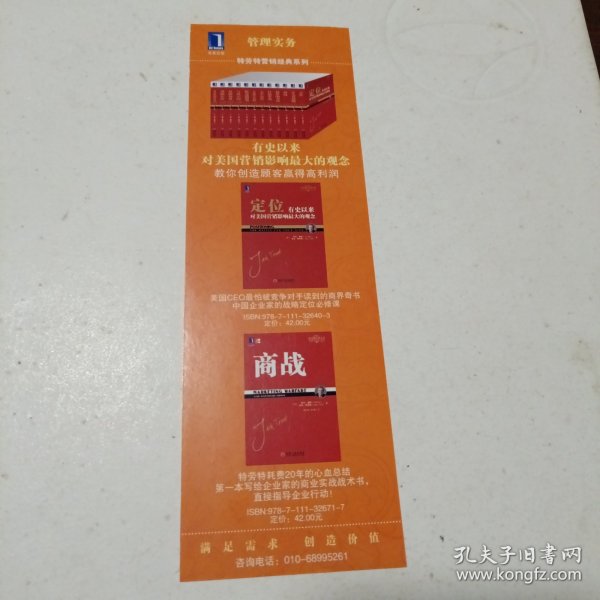 管理实务
特劳特营销经典系列
定位
有史以来
对美国营销影响最大的观念
教你创造顾客赢得高利润
定位 有史以来
对美国营销影响最大的观念
POSITIONING
美国CEO最怕被竞争对手读到的商界奇书
中国企业家的战略定位必修课
ISBN:978-7-111-32640-3
定价：42.00元
商战
MARKETING WARFARE
特劳特耗费20年的心血总结
第一本写给企业家的商业实战战术书、
直接指导企业行动！
ISBN:978-7-111-32671-7
定价：42.00元
满足需求 创造价值
咨询电话：010-68995261
孔夫子旧书网
www.kongfz.com